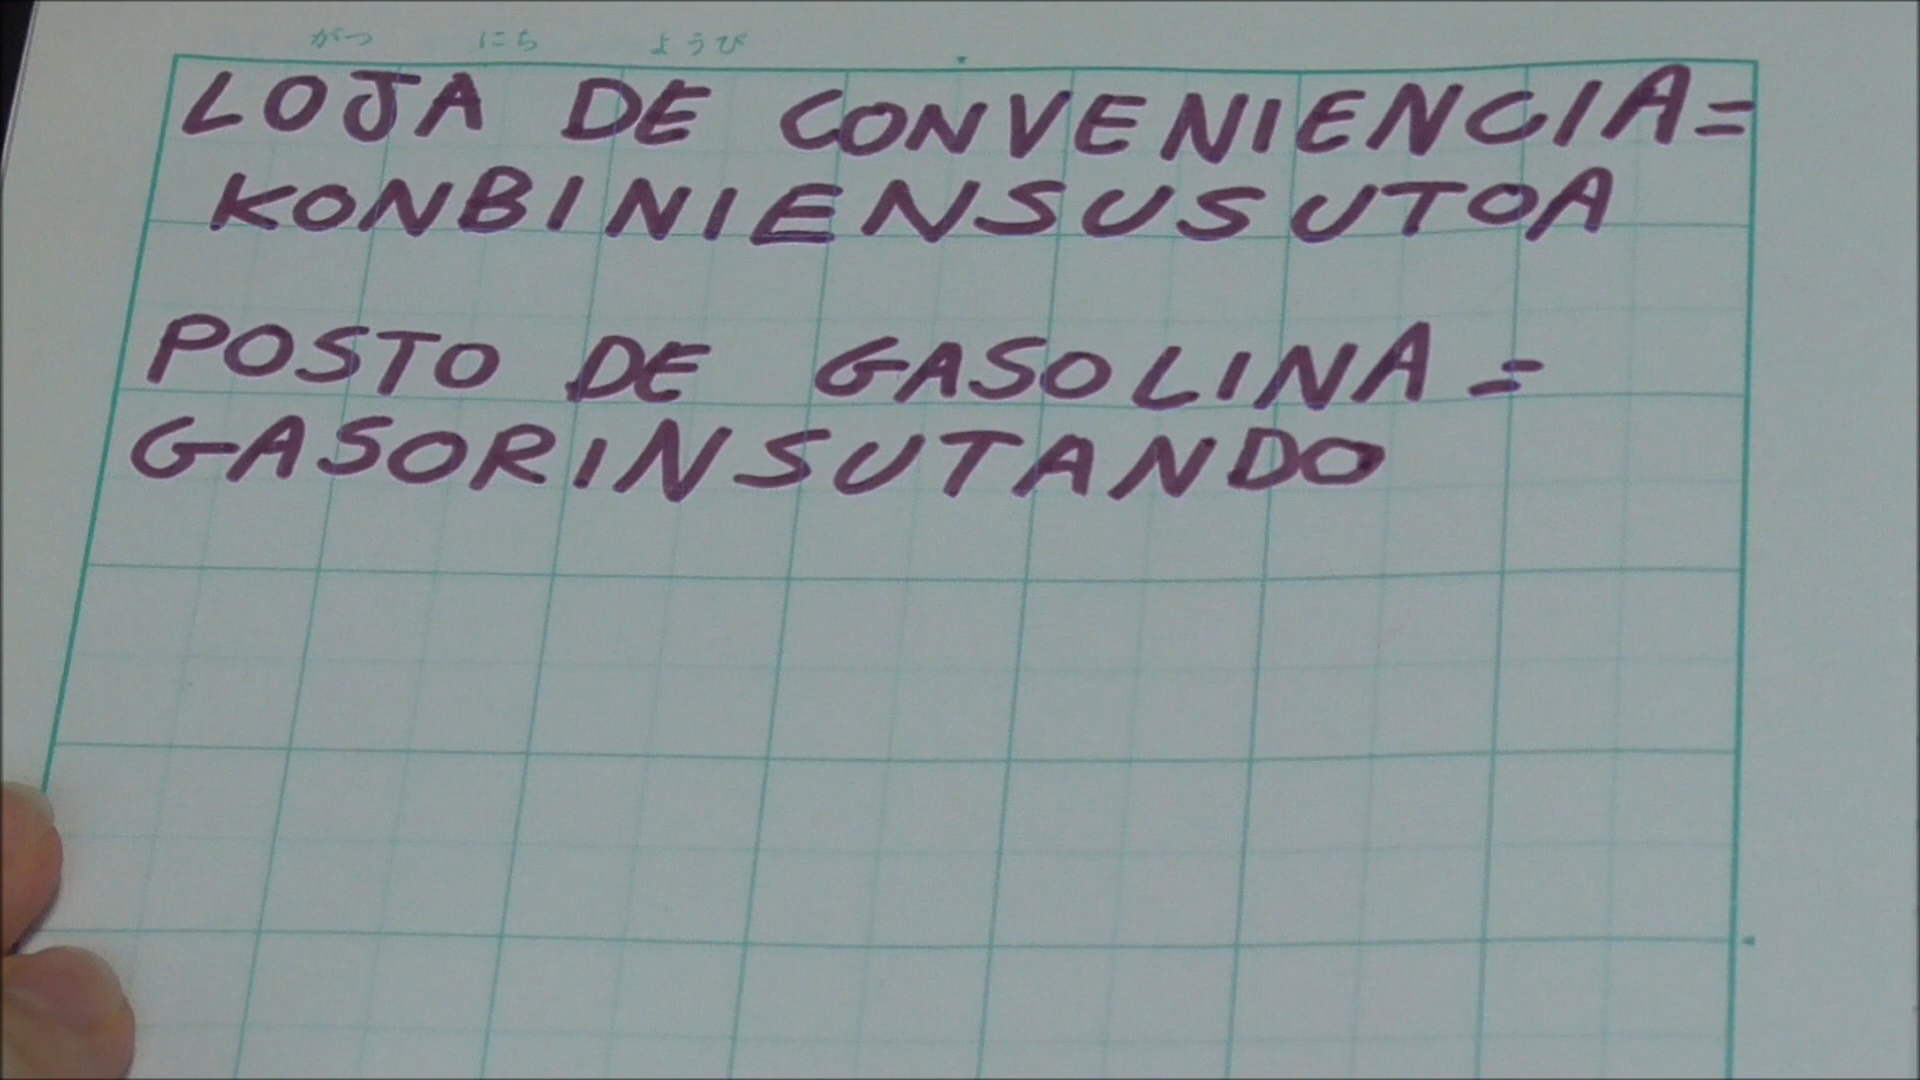 がつ にち ようび
LOJA DE CONVENIENCIA=
KONBINIENSUSUTOA
POSTO DE GASOLINA =
GASORINSUTANDO